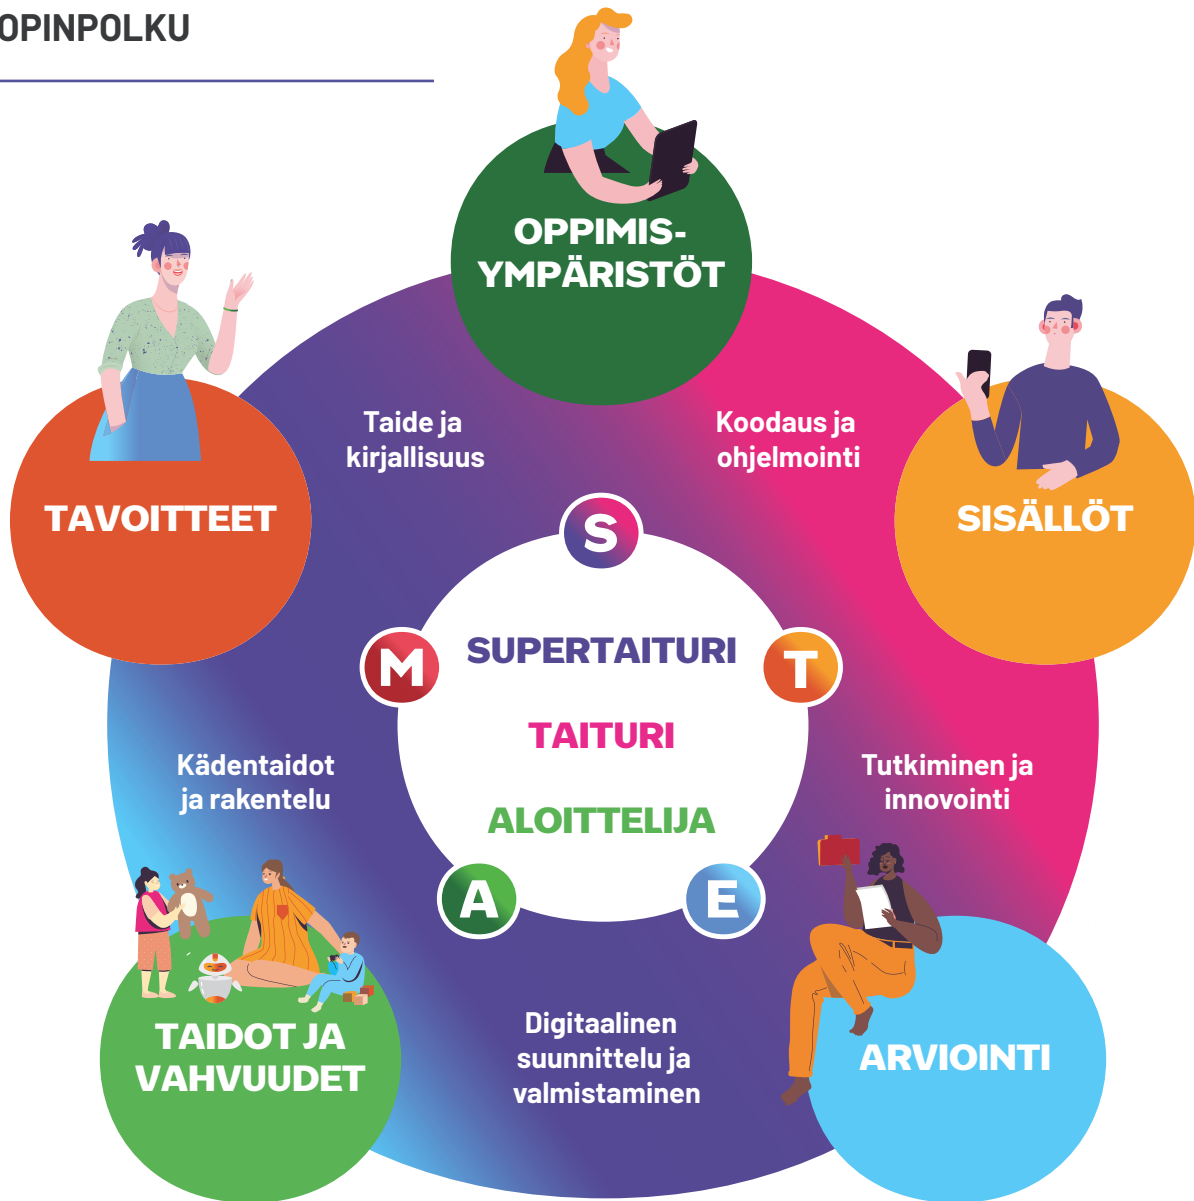 OPINPOLKU
OPPIMIS-
YMPÄRISTÖT
TAVOITTEET
SISÄLLÖT
Taide ja
kirjallisuus
Koodaus ja
ohjelmointi
S
M
T
SUPERTAITURI
TAITURI
ALOITTELIJA
Kädentaidot
ja rakentelu
Tutkiminen ja
innovointi
A
E
TAIDOT JA
VAHVUUDET
Digitaalinen
suunnittelu ja
valmistaminen
ARVIOINTI